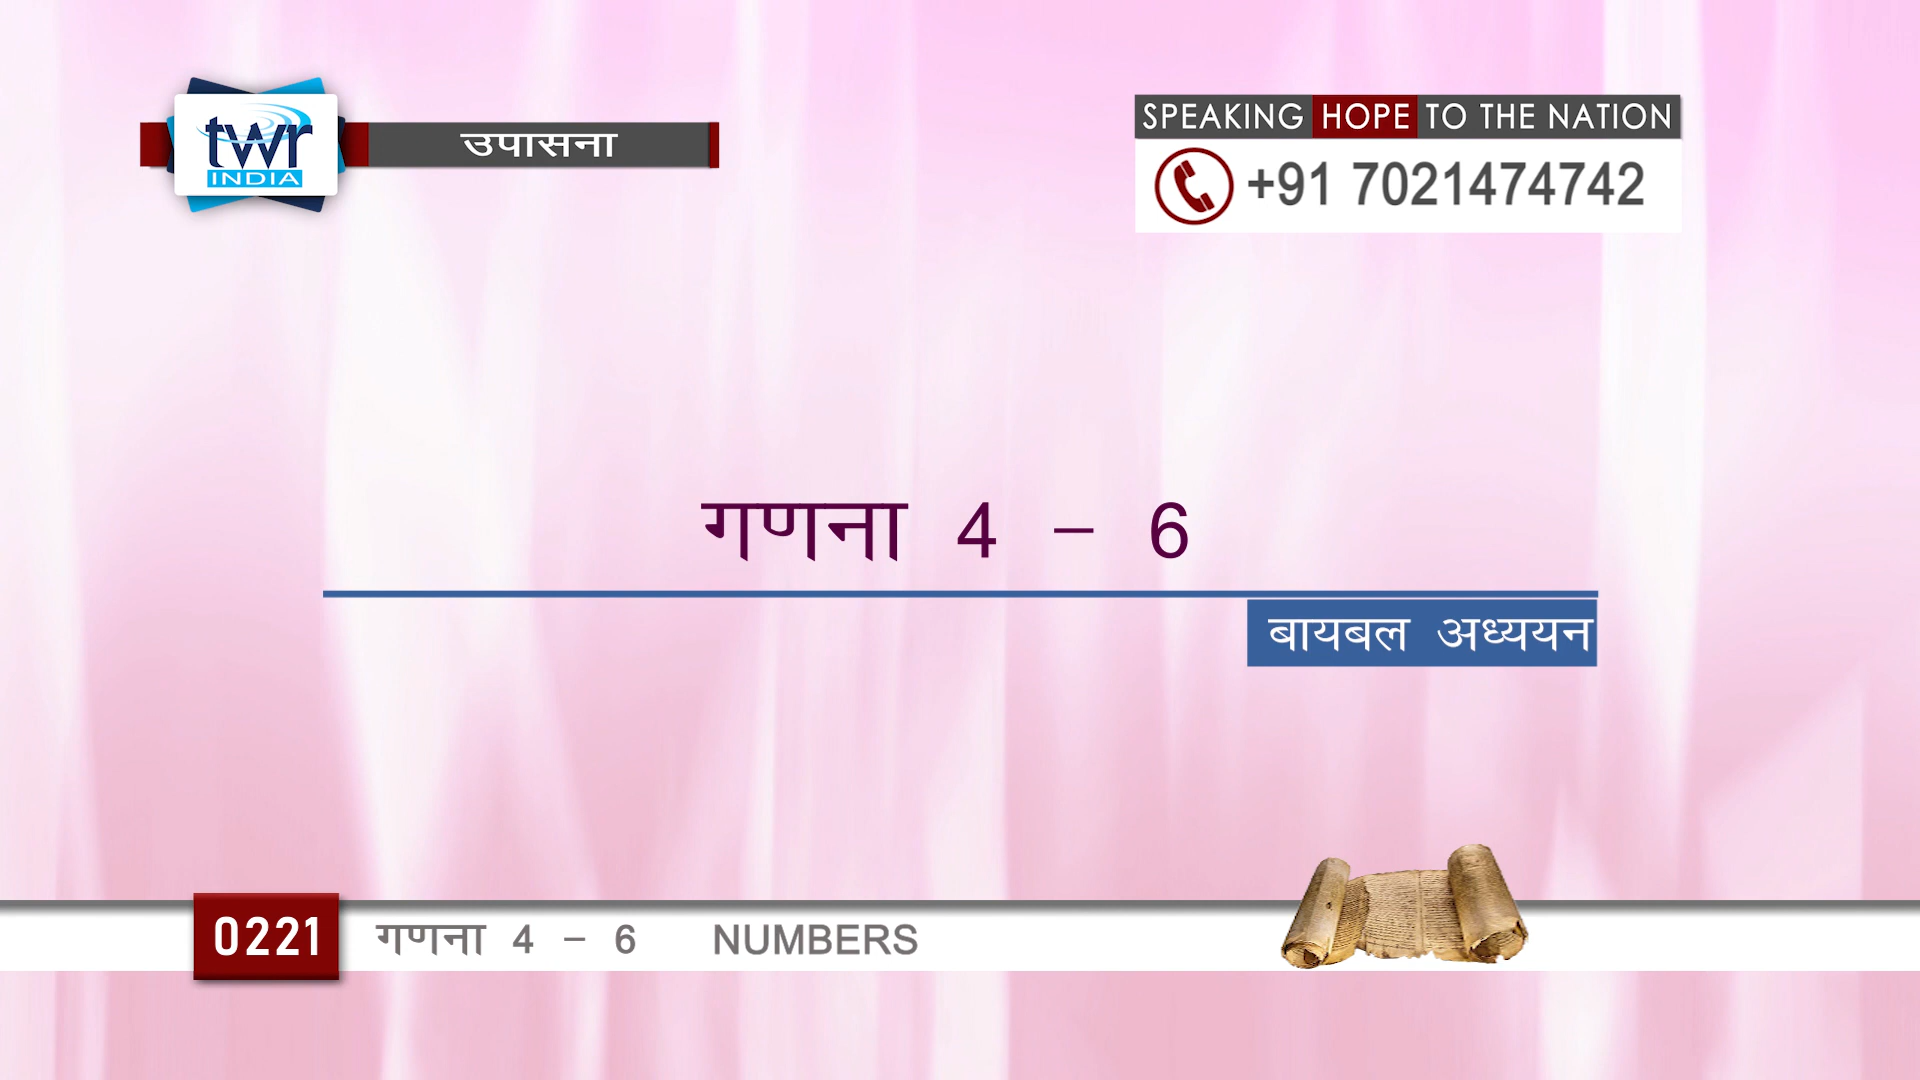 twr
INDIA
उपासना
SPEAKING HOPE TO THE NATION
+91 7021474742
गणना 4 - 6
बायबल अध्ययन
0221 गणना 4 - 6 NUMBERS